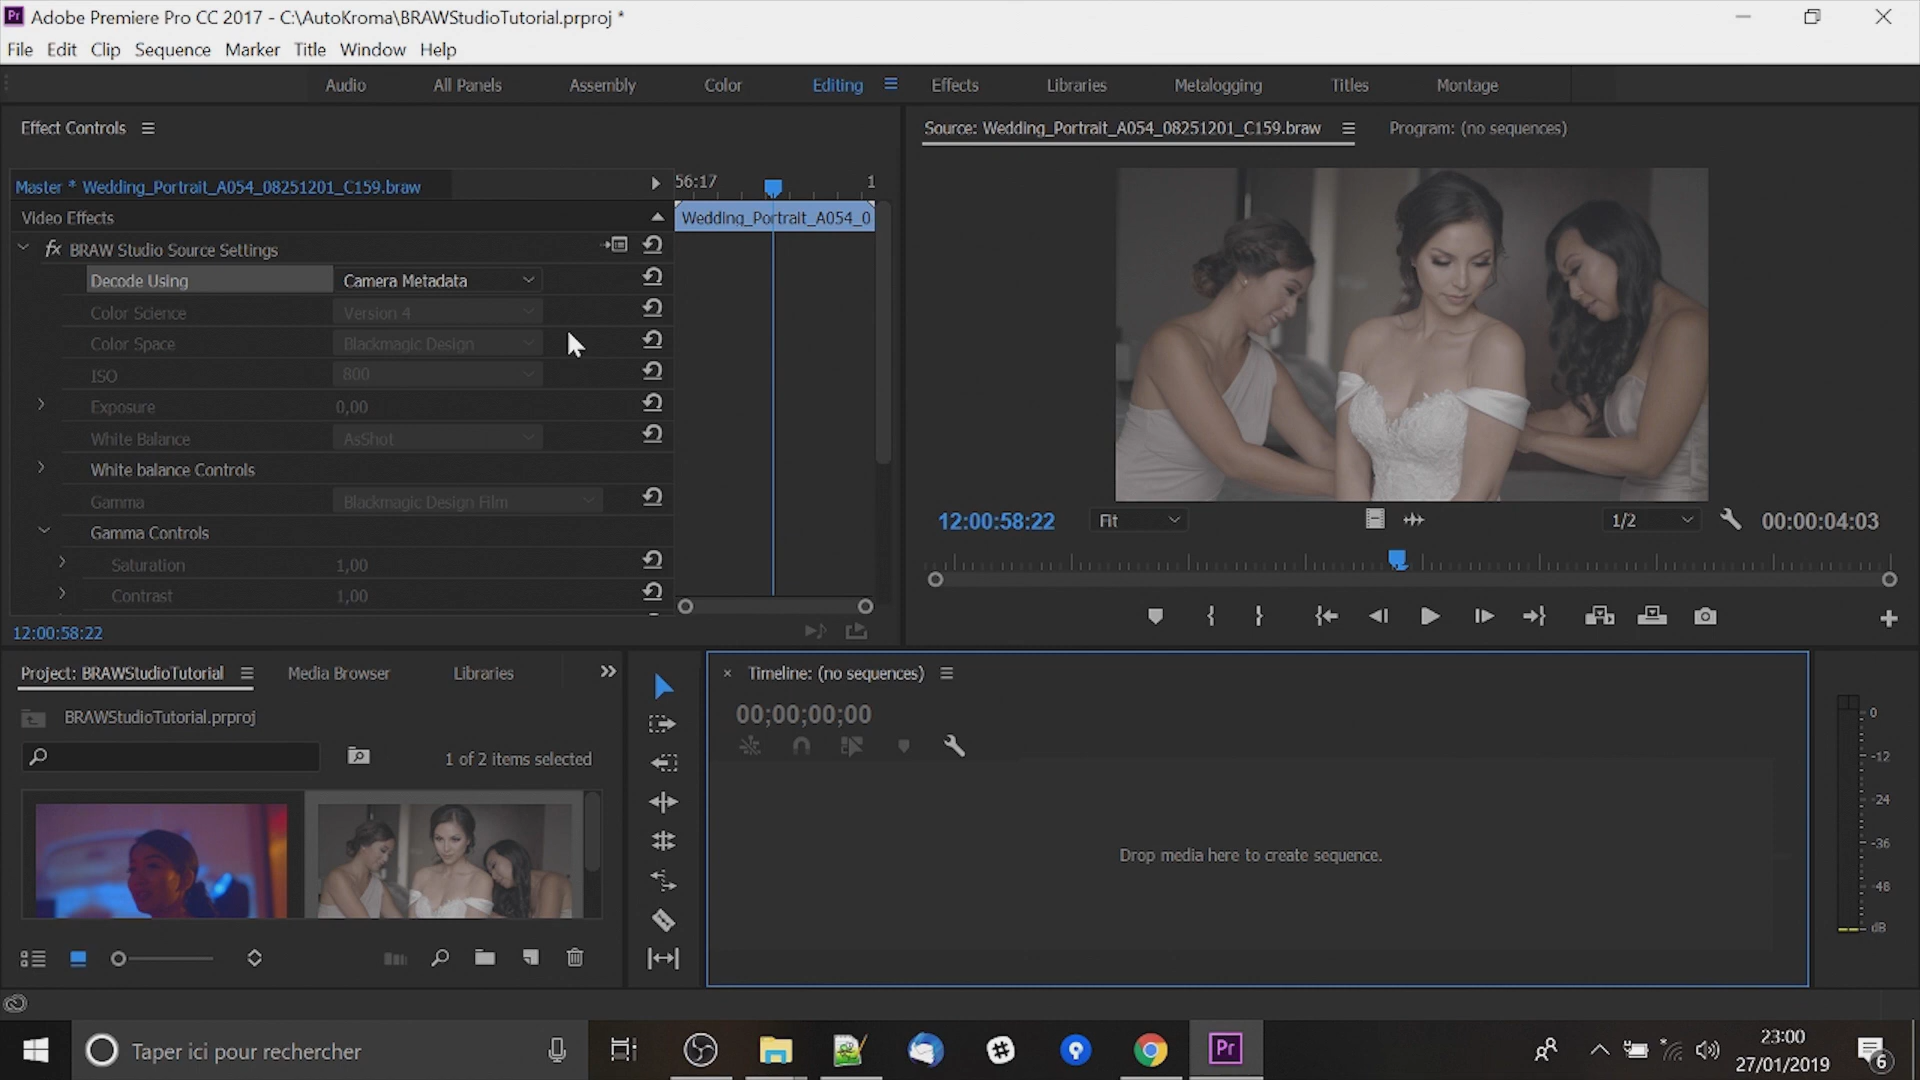 Pr Adobe Premiere Pro CC 2017 - C:\AutoKroma\BRAWStudioTutorial.prproj *
File Edit Clip Sequence Marker Title Window Help
Audio All Panels Assembly Color Editing Effects Libraries Metalogging Titles Montage
Effect Controls
Source: Wedding_Portrait_A054_08251201_C159.braw
Program: (no sequences)
Master * Wedding_Portrait_A054_08251201_C159.braw
56:17 1
Video Effects
Wedding_Portrait_A054_0
fx BRAW Studio Source Settings
Decode Using Camera Metadata
Color Science Version 4
Color Space Blackmagic Design
ISO 800
Exposure 0,00
White Balance AsShot
White balance Controls
Gamma Blackmagic Design Film
Gamma Controls
Saturation 1,00
Contrast 1,00
12:00:58:22
12:00:58:22 Fit 1/2 00:00:04:03
Project: BRAWStudioTutorial Media Browser Libraries
BRAWStudioTutorial.prproj
1 of 2 items selected
× Timeline: (no sequences)
00;00;00;00
Drop media here to create sequence.
0
-12
-24
-36
-48
dB
Taper ici pour rechercher
Pr
23:00
27/01/2019
6